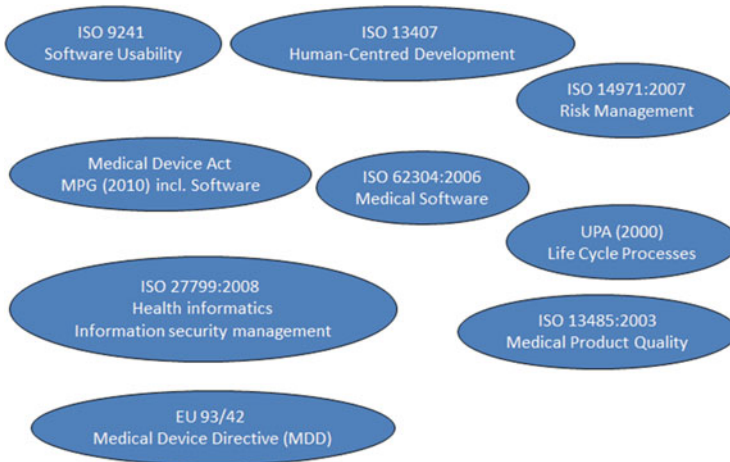 ISO 9241
Software Usability
ISO 13407
Human-Centred Development
ISO 14971:2007
Risk Management
Medical Device Act
MPG (2010) incl. Software
ISO 62304:2006
Medical Software
UPA (2000)
Life Cycle Processes
ISO 27799:2008
Health informatics
Information security management
ISO 13485:2003
Medical Product Quality
EU 93/42
Medical Device Directive (MDD)